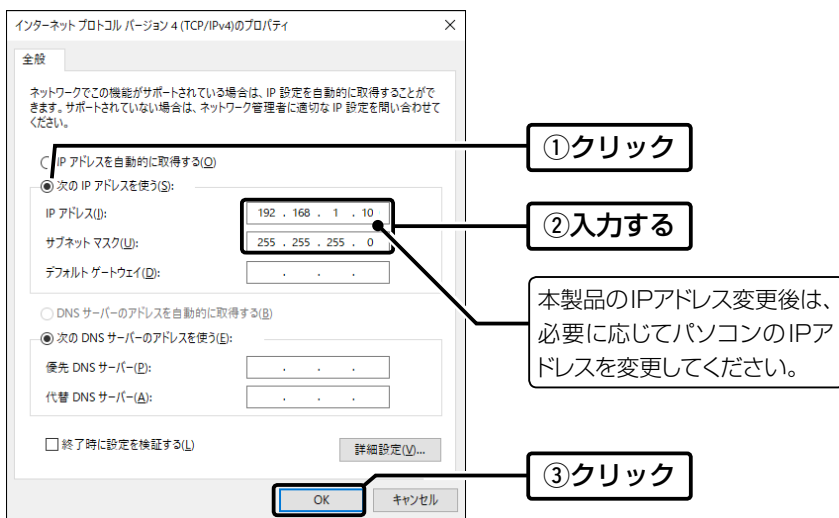 インターネット プロトコル バージョン 4 (TCP/IPv4)のプロパティ
全般
ネットワークでこの機能がサポートされている場合は、IP 設定を自動的に取得することがで
きます。サポートされていない場合は、ネットワーク管理者に適切な IP 設定を問い合わせて
ください。
IP アドレスを自動的に取得する(O)
次の IP アドレスを使う(S):
IP アドレス(I): 192 . 168 . 1 . 10
サブネット マスク(U): 255 . 255 . 255 . 0
デフォルト ゲートウェイ(D): . . .
DNS サーバーのアドレスを自動的に取得する(B)
次の DNS サーバーのアドレスを使う(E):
優先 DNS サーバー(P): . . .
代替 DNS サーバー(A): . . .
終了時に設定を検証する(L)
詳細設定(V)...
OK キャンセル
①クリック
②入力する
本製品のIPアドレス変更後は、
必要に応じてパソコンのIPア
ドレスを変更してください。
③クリック